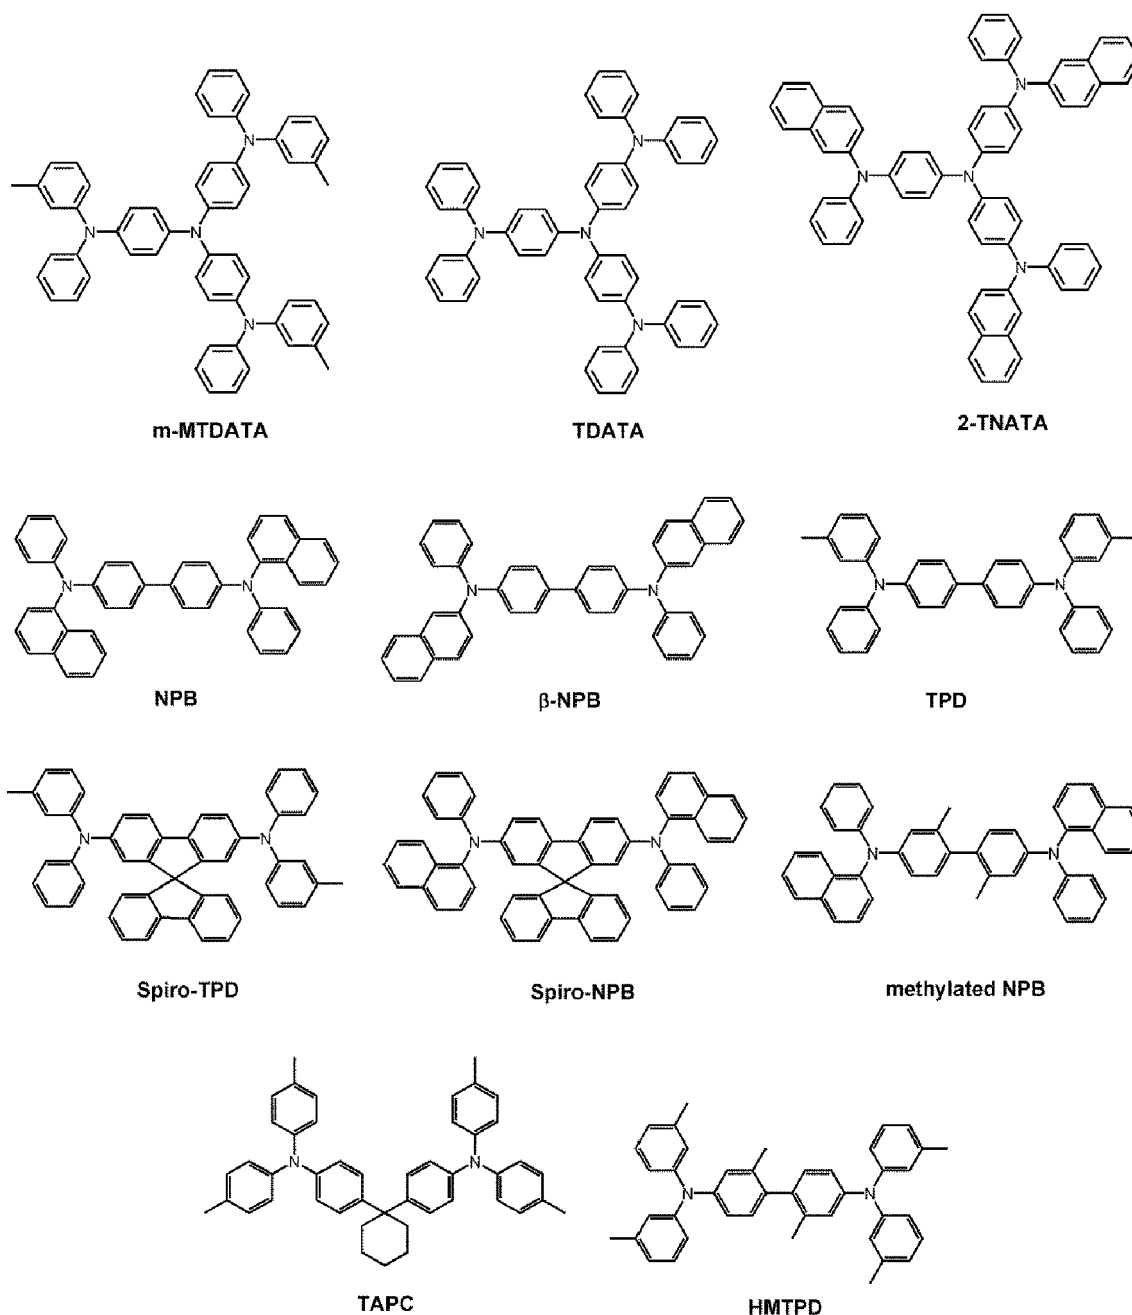 m-MTDATA
TDATA
2-TNATA
NPB
β-NPB
TPD
Spiro-TPD
Spiro-NPB
methylated NPB
TAPC
HMTPD